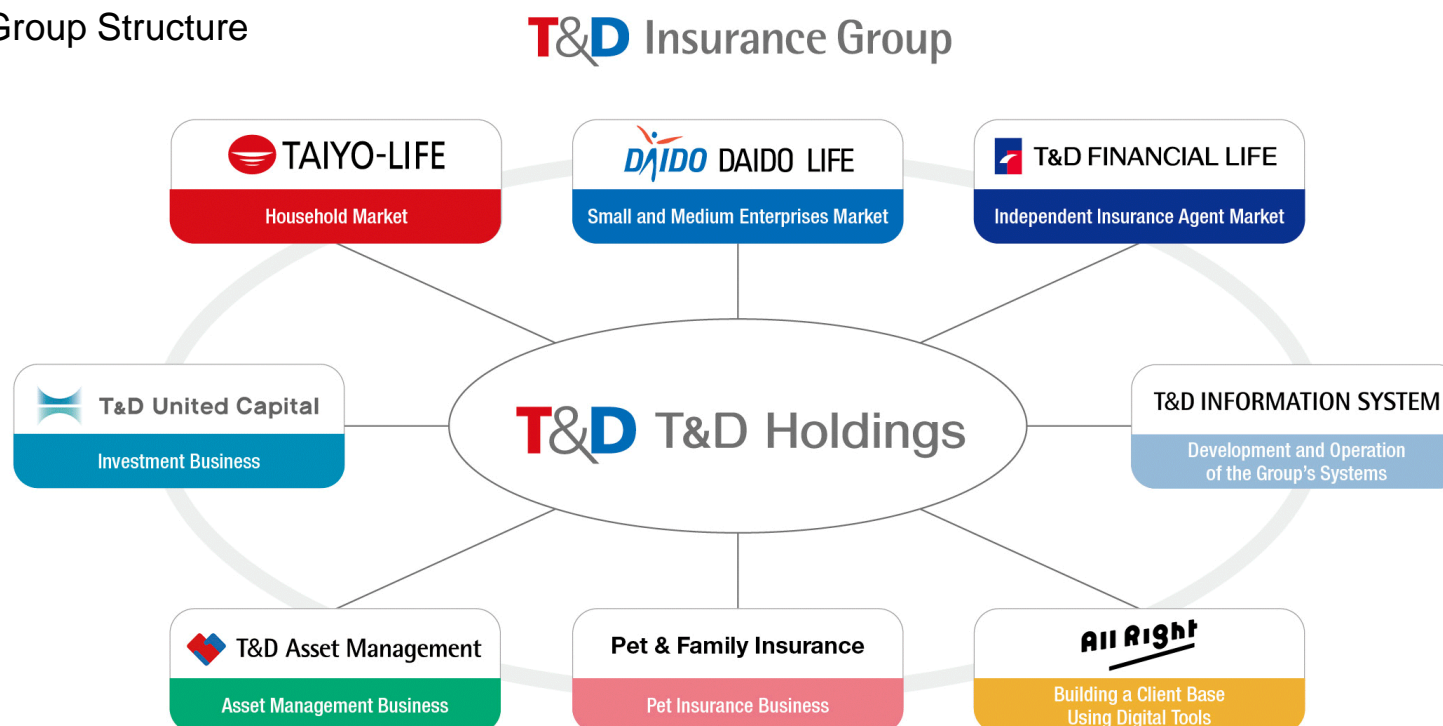 Group Structure
T&D Insurance Group
TAIYO-LIFE
Household Market
DAIDO DAIDO LIFE
Small and Medium Enterprises Market
T&D FINANCIAL LIFE
Independent Insurance Agent Market
T&D United Capital
Investment Business
T&D T&D Holdings
T&D INFORMATION SYSTEM
Development and Operation
of the Group's Systems
T&D Asset Management
Asset Management Business
Pet & Family Insurance
Pet Insurance Business
All Right
Building a Client Base
Using Digital Tools